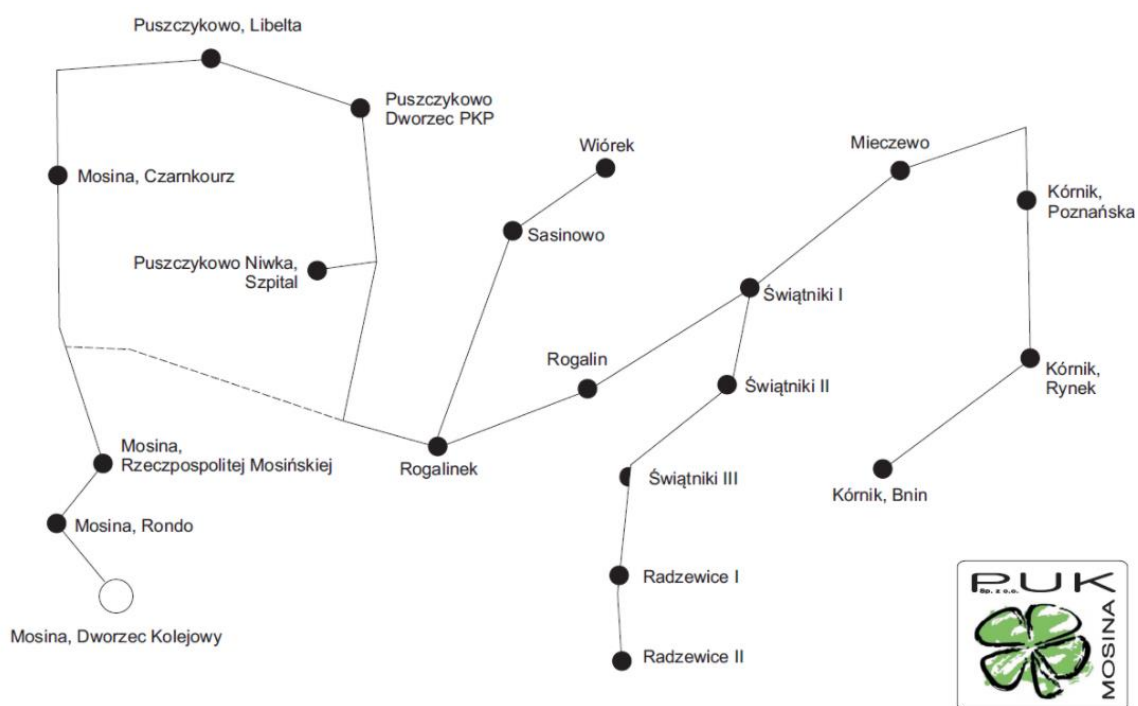 Puszczykowo, Libelta
Puszczykowo
Dworzec PKP
Wiórek
Mieczewo
Mosina, Czarnkourz
Kórnik,
Poznańska
Sasinowo
Puszczykowo Niwka,
Szpital
Świątniki I
Rogalin
Kórnik,
Rynek
Świątniki II
Mosina,
Rzeczpospolitej Mosińskiej
Rogalinek
Świątniki III
Kórnik, Bnin
Mosina, Rondo
Radzewice I
Mosina, Dworzec Kolejowy
Radzewice II
PUK
Sp. z o.o.
MOSINA